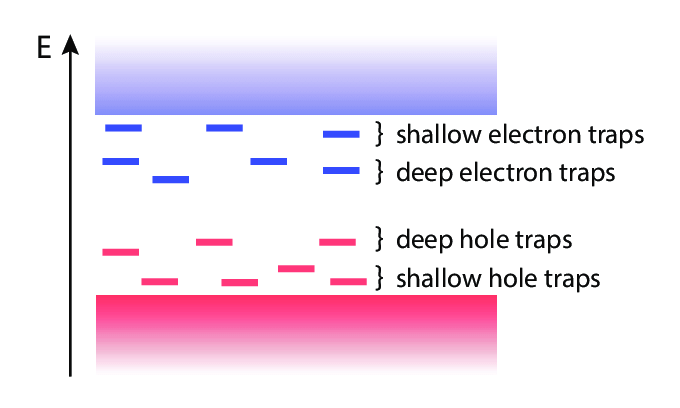 E
} shallow electron traps
} deep electron traps
} deep hole traps
} shallow hole traps